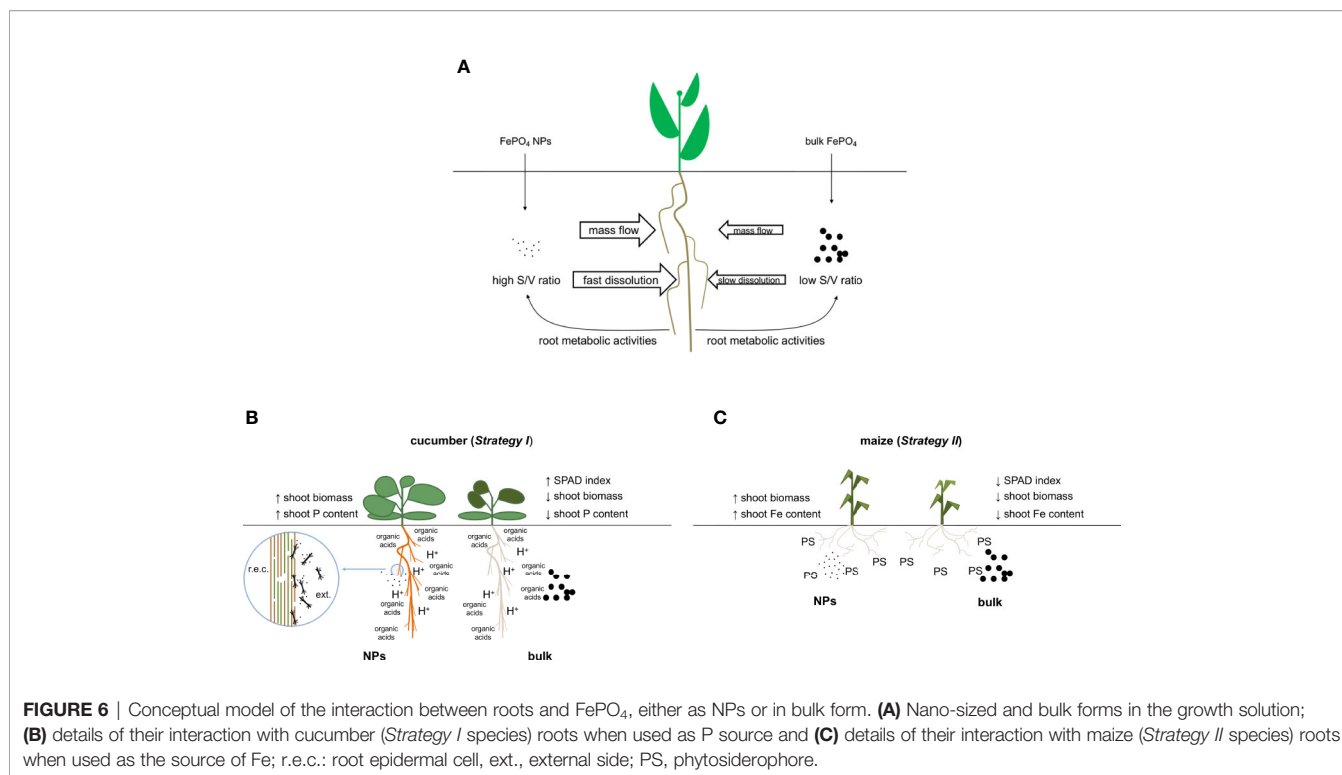 A
FePO4 NPs
bulk FePO4
mass flow
mass flow
high S/V ratio
fast dissolution
slow dissolution
low S/V ratio
root metabolic activities
root metabolic activities
B
cucumber (Strategy I)
↑ shoot biomass
↑ shoot P content
↑ SPAD index
↓ shoot biomass
↓ shoot P content
r.e.c.
ext.
organic
acids
organic
acids
H+
H+
organic
acids
organic
acids
H+
H+
organic
acids
organic
acids
organic
acids
H+
H+
organic
acids
organic
acids
H+
organic
acids
NPs
bulk
C
maize (Strategy II)
↑ shoot biomass
↑ shoot Fe content
↓ SPAD index
↓ shoot biomass
↓ shoot Fe content
PS
PS
PS
PS
PS
PS
PS
PS
NPs
bulk
FIGURE 6 | Conceptual model of the interaction between roots and FePO4, either as NPs or in bulk form. (A) Nano-sized and bulk forms in the growth solution;
(B) details of their interaction with cucumber (Strategy I species) roots when used as P source and (C) details of their interaction with maize (Strategy II species) roots
when used as the source of Fe; r.e.c.: root epidermal cell, ext., external side; PS, phytosiderophore.